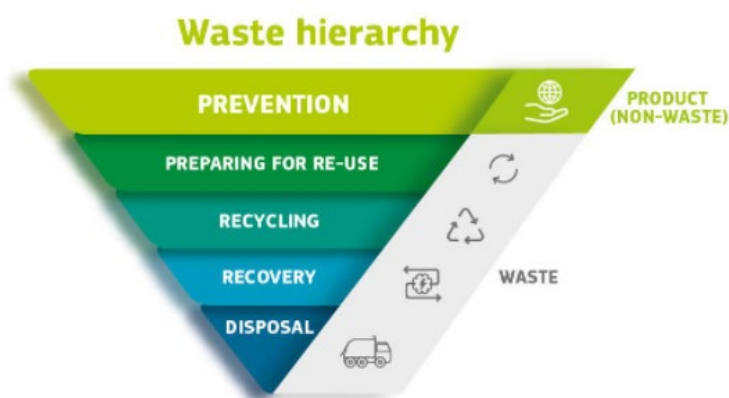 Waste hierarchy
PREVENTION
PRODUCT
(NON-WASTE)
PREPARING FOR RE-USE
RECYCLING
RECOVERY
WASTE
DISPOSAL